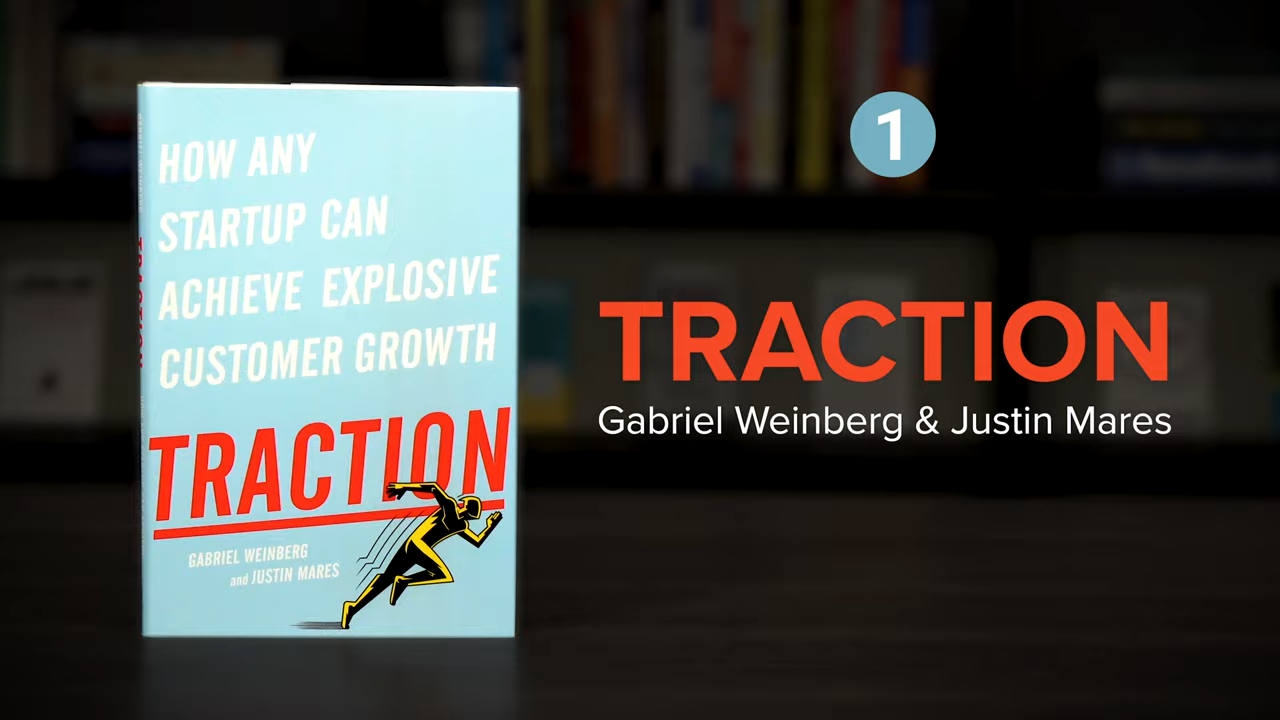 HOW ANY
STARTUP CAN
ACHIEVE EXPLOSIVE
CUSTOMER GROWTH
TRACTION
GABRIEL WEINBERG
and JUSTIN MARES
1
TRACTION
Gabriel Weinberg & Justin Mares